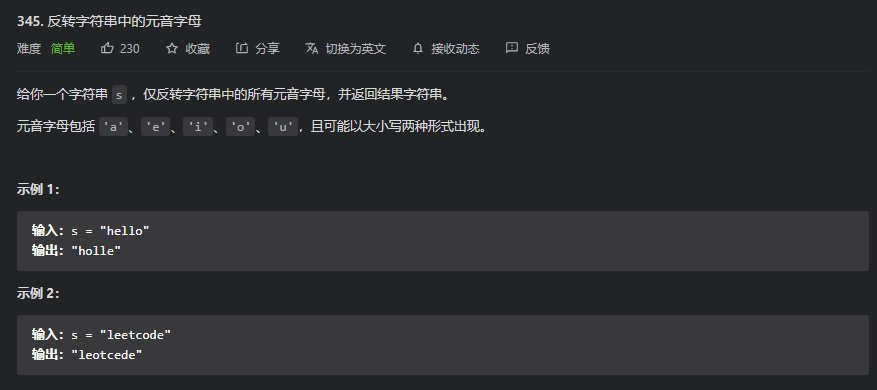 345. 反转字符串中的元音字母
难度 简单 230 收藏 分享 切换为英文 接收动态 反馈
给你一个字符串 s ，仅反转字符串中的所有元音字母，并返回结果字符串。
元音字母包括 'a'、'e'、'i'、'o'、'u'，且可能以大小写两种形式出现。
示例 1：
输入：s = "hello"
输出："holle"
示例 2：
输入：s = "leetcode"
输出："leotcede"